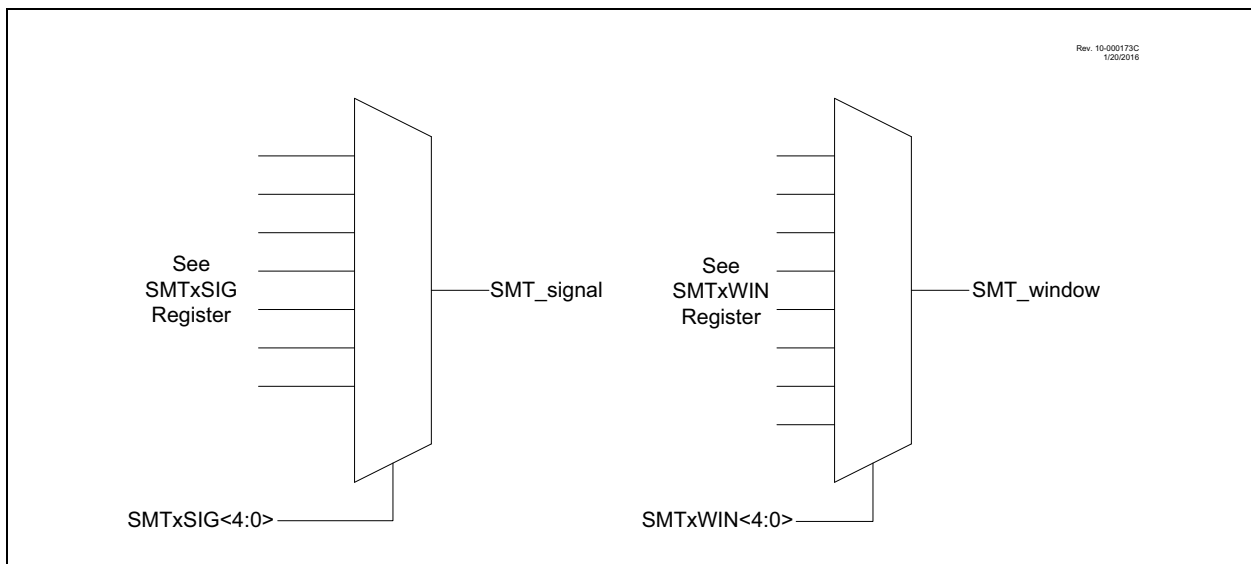 Rev. 10-000173C
1/20/2016
See
SMTxSIG
Register
SMT_signal
SMTxSIG<4:0>
See
SMTxWIN
Register
SMT_window
SMTxWIN<4:0>